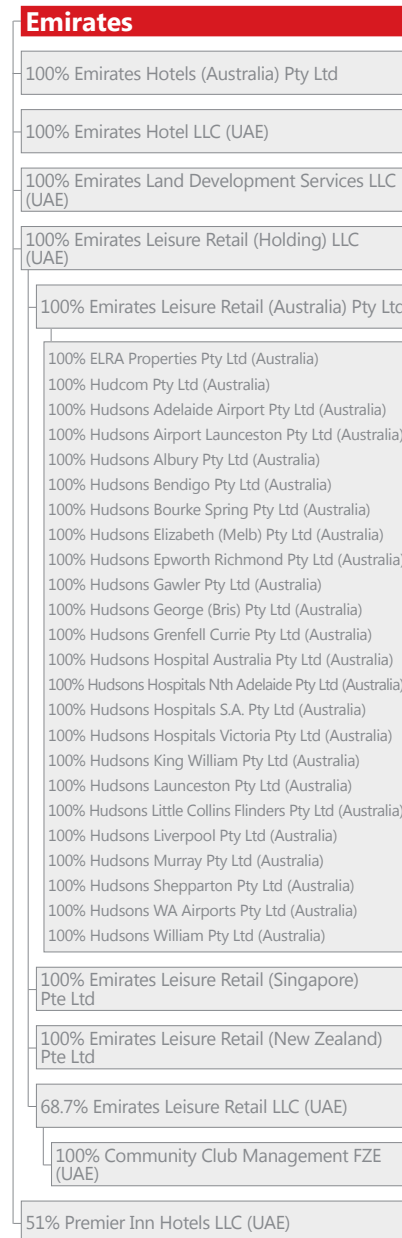 Emirates
100% Emirates Hotels (Australia) Pty Ltd
100% Emirates Hotel LLC (UAE)
100% Emirates Land Development Services LLC
(UAE)
100% Emirates Leisure Retail (Holding) LLC
(UAE)
100% Emirates Leisure Retail (Australia) Pty Ltd
100% ELRA Properties Pty Ltd (Australia)
100% Hudcom Pty Ltd (Australia)
100% Hudsons Adelaide Airport Pty Ltd (Australia)
100% Hudsons Airport Launceston Pty Ltd (Australia)
100% Hudsons Albury Pty Ltd (Australia)
100% Hudsons Bendigo Pty Ltd (Australia)
100% Hudsons Bourke Spring Pty Ltd (Australia)
100% Hudsons Elizabeth (Melb) Pty Ltd (Australia)
100% Hudsons Epworth Richmond Pty Ltd (Australia)
100% Hudsons Gawler Pty Ltd (Australia)
100% Hudsons George (Bris) Pty Ltd (Australia)
100% Hudsons Grenfell Currie Pty Ltd (Australia)
100% Hudsons Hospital Australia Pty Ltd (Australia)
100% Hudsons Hospitals Nth Adelaide Pty Ltd (Australia)
100% Hudsons Hospitals S.A. Pty Ltd (Australia)
100% Hudsons Hospitals Victoria Pty Ltd (Australia)
100% Hudsons King William Pty Ltd (Australia)
100% Hudsons Launceston Pty Ltd (Australia)
100% Hudsons Little Collins Flinders Pty Ltd (Australia)
100% Hudsons Liverpool Pty Ltd (Australia)
100% Hudsons Murray Pty Ltd (Australia)
100% Hudsons Shepparton Pty Ltd (Australia)
100% Hudsons WA Airports Pty Ltd (Australia)
100% Hudsons William Pty Ltd (Australia)
100% Emirates Leisure Retail (Singapore)
Pte Ltd
100% Emirates Leisure Retail (New Zealand)
Pte Ltd
68.7% Emirates Leisure Retail LLC (UAE)
100% Community Club Management FZE
(UAE)
51% Premier Inn Hotels LLC (UAE)